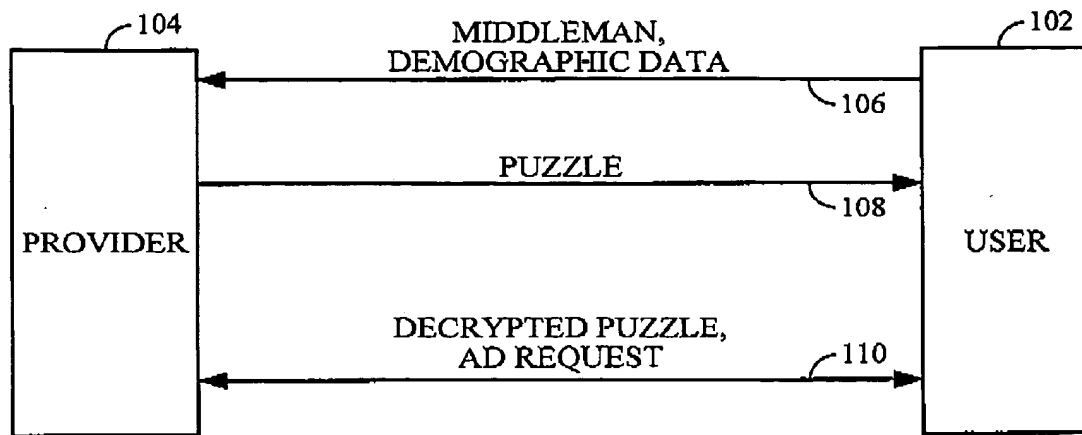 104
102
MIDDLEMAN,
DEMOGRAPHIC DATA
106
PUZZLE
108
PROVIDER
USER
DECRYPTED PUZZLE,
AD REQUEST
110